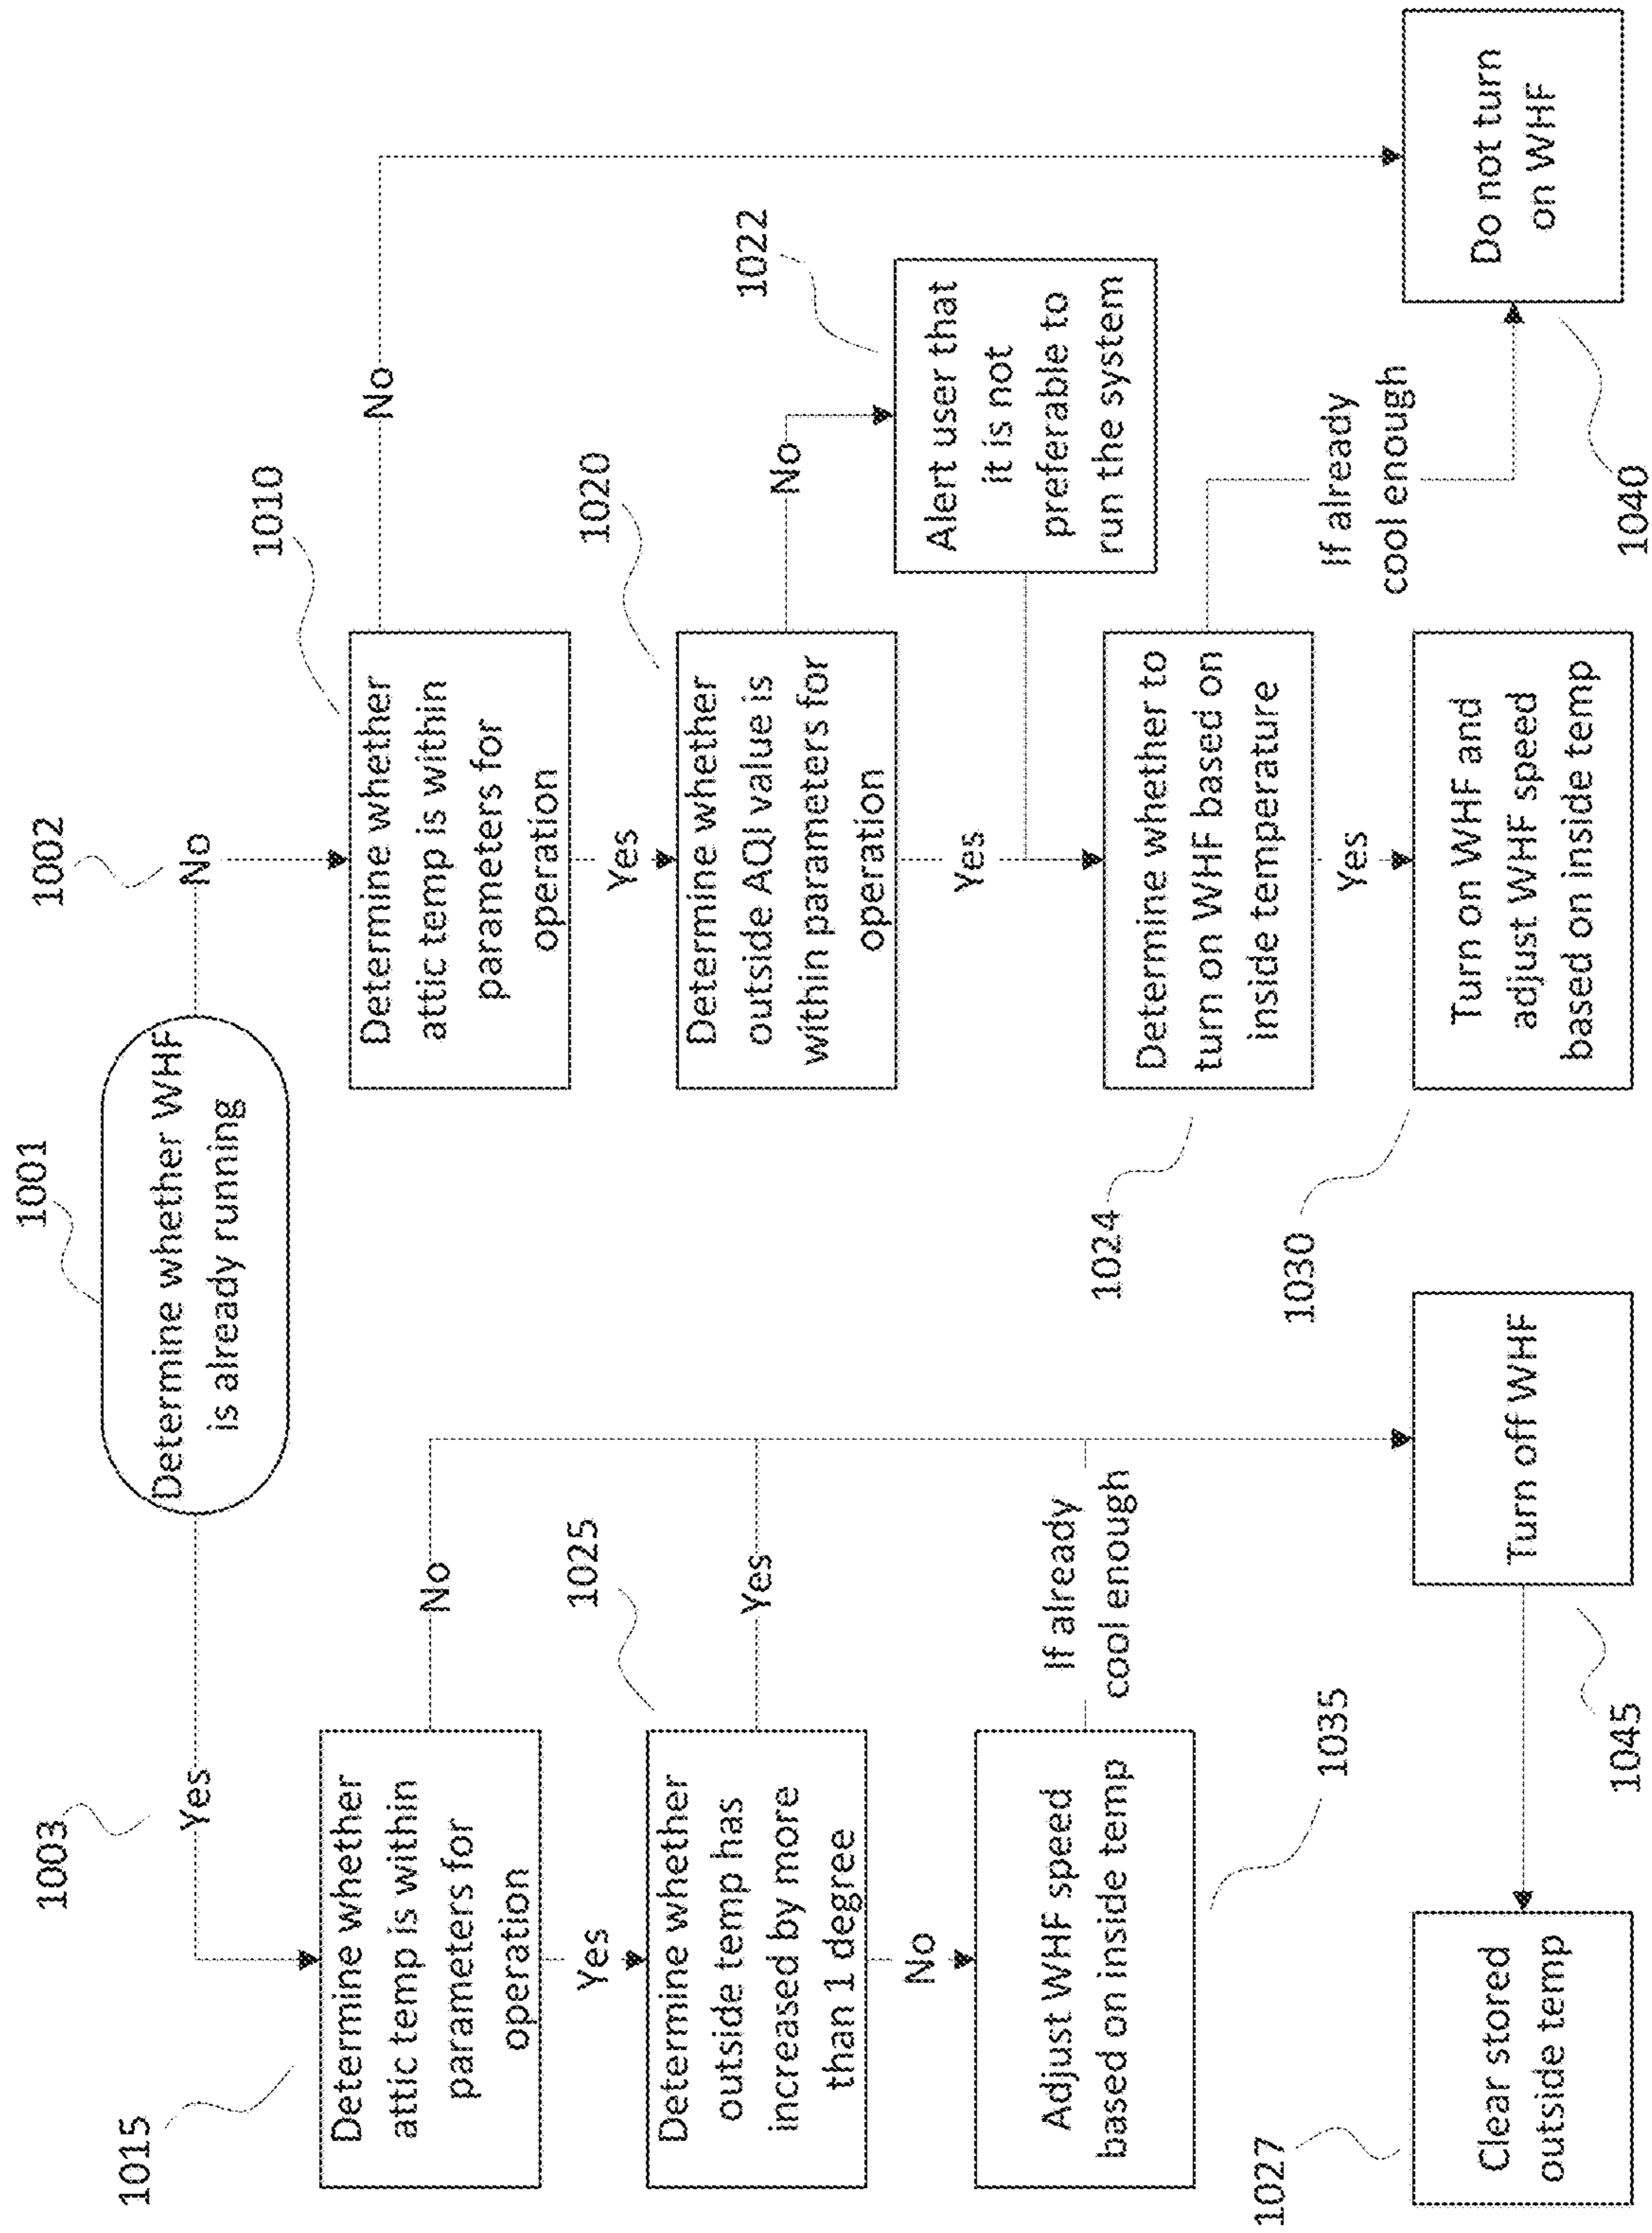 1001
Determine whether WHF
is already running
1003
Yes
1002
No
1015
Determine whether
attic temp is within
parameters for
operation
No
Yes
1025
Determine whether
outside temp has
increased by more
than 1 degree
Yes
No
Adjust WHF speed
based on inside temp
1035
If already
cool enough
1027
Clear stored
outside temp
1045
Turn off WHF
1010
Determine whether
attic temp is within
parameters for
operation
No
Yes
1020
Determine whether
outside AQI value is
within parameters for
operation
No
Yes
1022
Alert user that
it is not
preferable to
run the system
1024
Determine whether to
turn on WHF based on
inside temperature
If already
cool enough
Yes
1030
Turn on WHF and
adjust WHF speed
based on inside temp
1040
Do not turn
on WHF